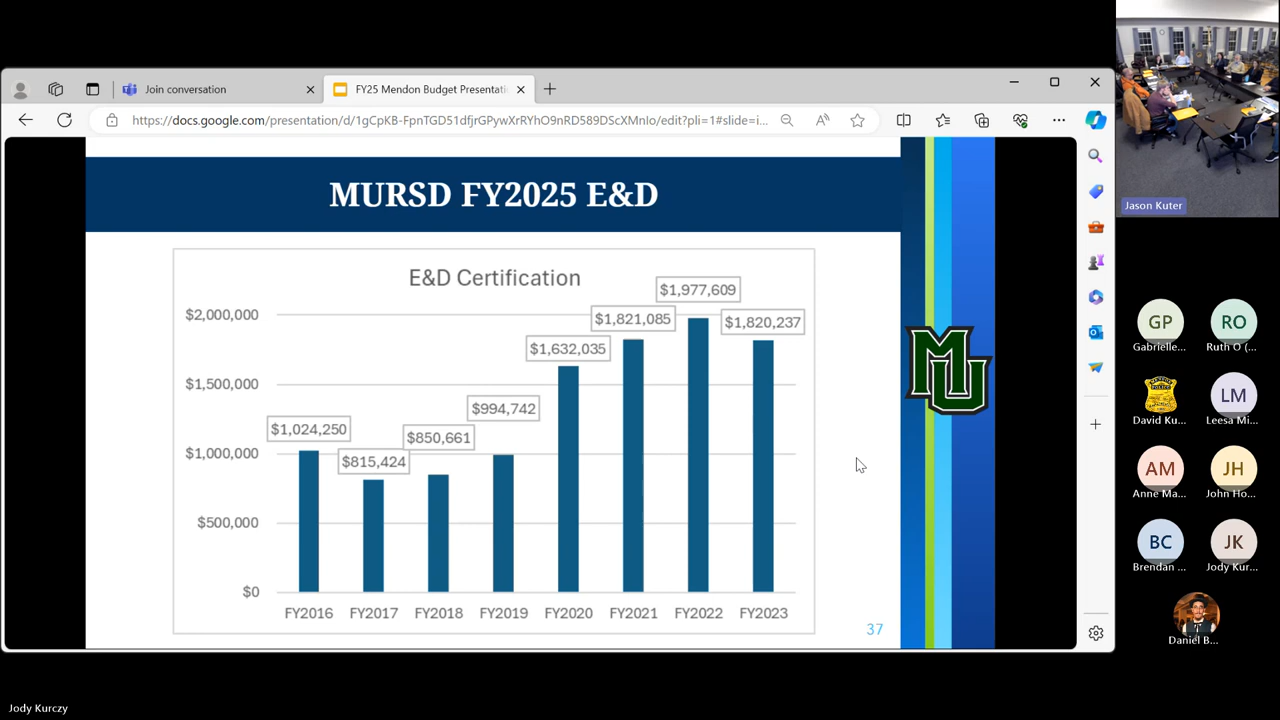 Join conversation
FY25 Mendon Budget Presentatio
https://docs.google.com/presentation/d/1gCpKB-FpnTGD51dfjrGPywXrRYhO9nRD589DScXMnIo/edit?pli=1#slide=i...
MURSD FY2025 E&D
E&D Certification
$2,000,000
$1,500,000
$1,000,000
$500,000
$0
$1,024,250
$815,424
$850,661
$994,742
$1,632,035
$1,821,085
$1,977,609
$1,820,237
FY2016 FY2017 FY2018 FY2019 FY2020 FY2021 FY2022 FY2023
37
MU
Jason Kuter
GP
Gabrielle...
RO
Ruth O (...
David Ku...
LM
Leesa Mi...
AM
Anne Ma...
JH
John Ho...
BC
Brendan ...
JK
Jody Kur...
Daniel B...
Jody Kurczy